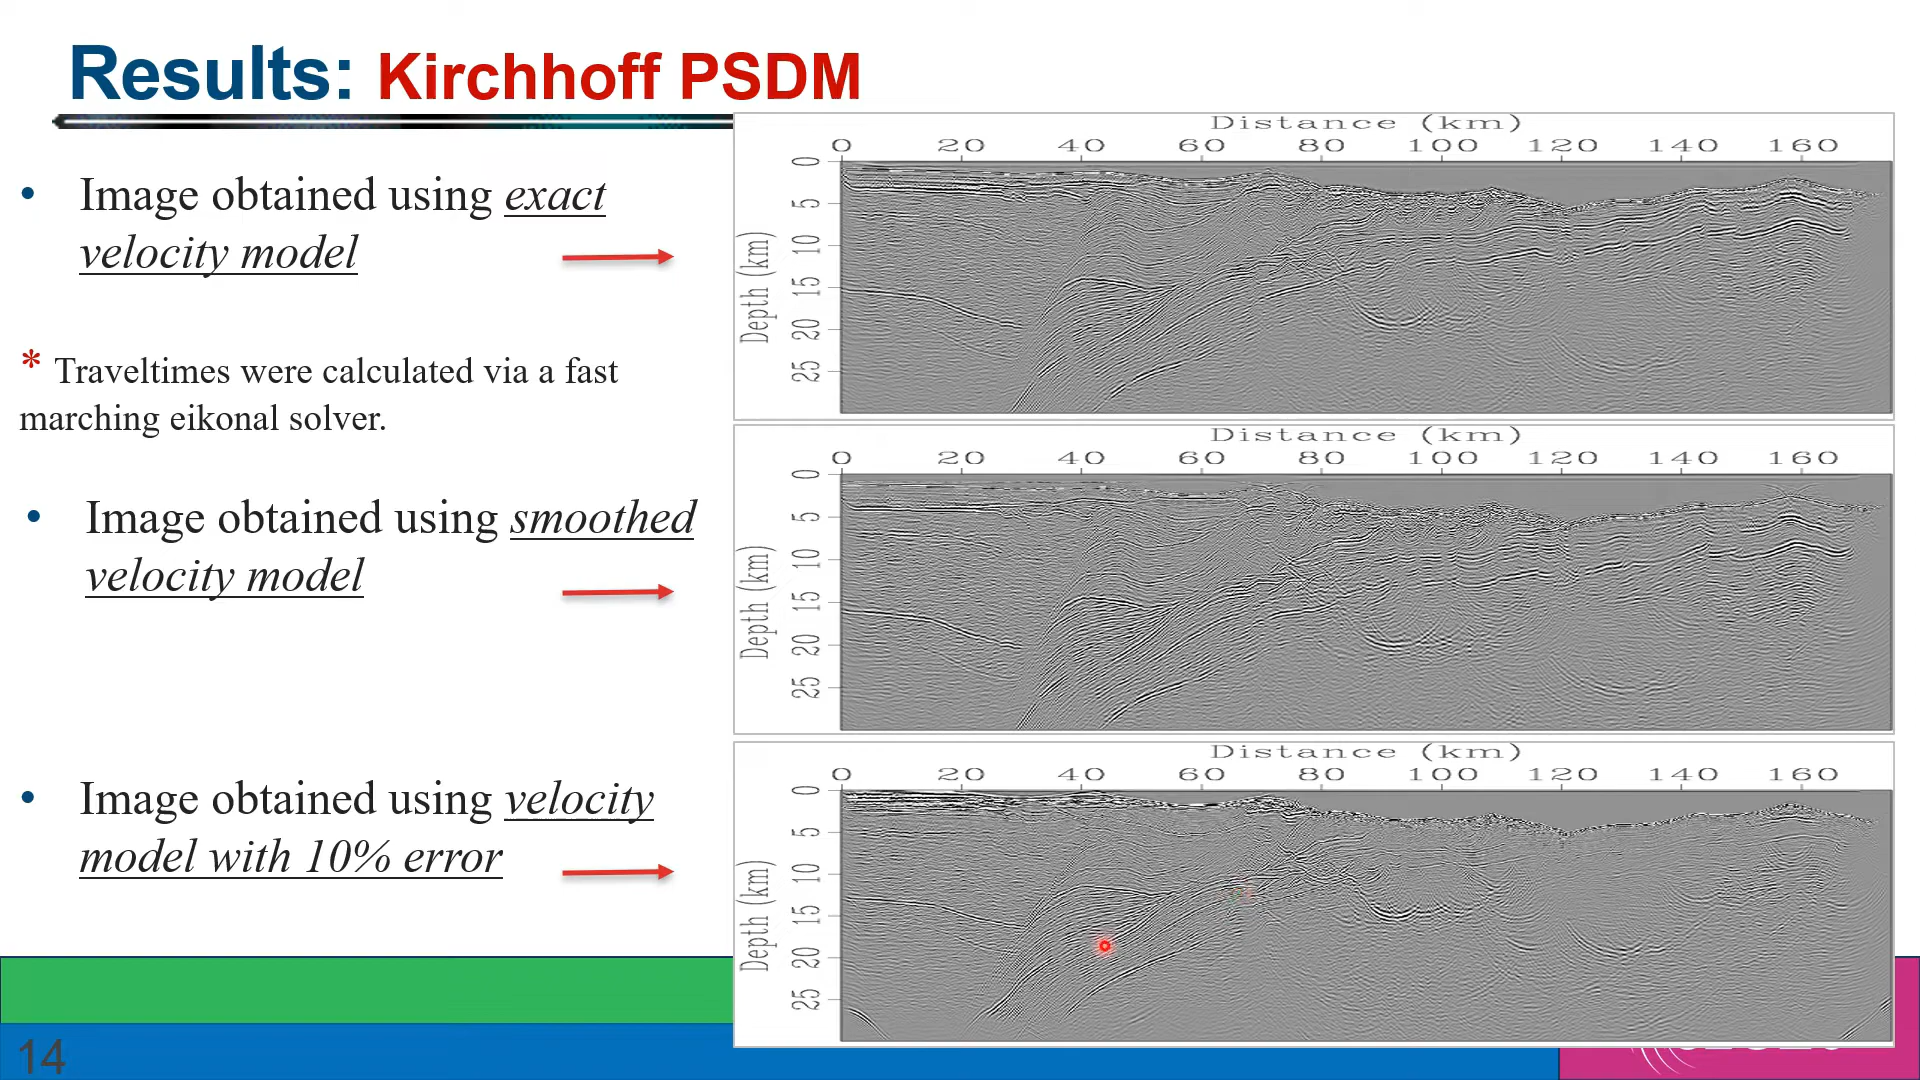 Results: Kirchhoff PSDM
• Image obtained using exact
velocity model
* Traveltimes were calculated via a fast
marching eikonal solver.
• Image obtained using smoothed
velocity model
• Image obtained using velocity
model with 10% error
14
Distance (km)
0 20 40 60 80 100 120 140 160
Depth (km)
0
5
10
15
20
25
Distance (km)
0 20 40 60 80 100 120 140 160
Depth (km)
0
5
10
15
20
25
Distance (km)
0 20 40 60 80 100 120 140 160
Depth (km)
0
5
10
15
20
25